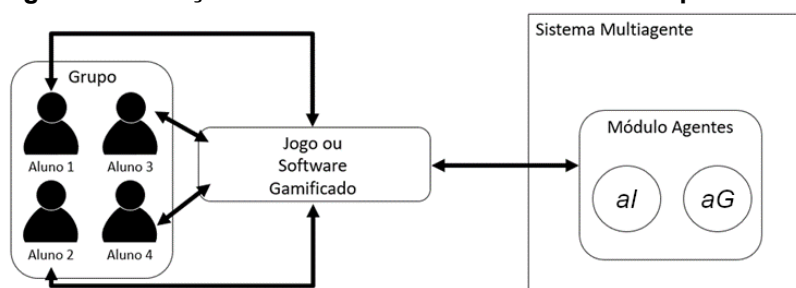 Sistema Multiagente
Grupo
Aluno 1
Aluno 3
Aluno 2
Aluno 4
Jogo ou
Software
Gamificado
Módulo Agentes
aI
aG